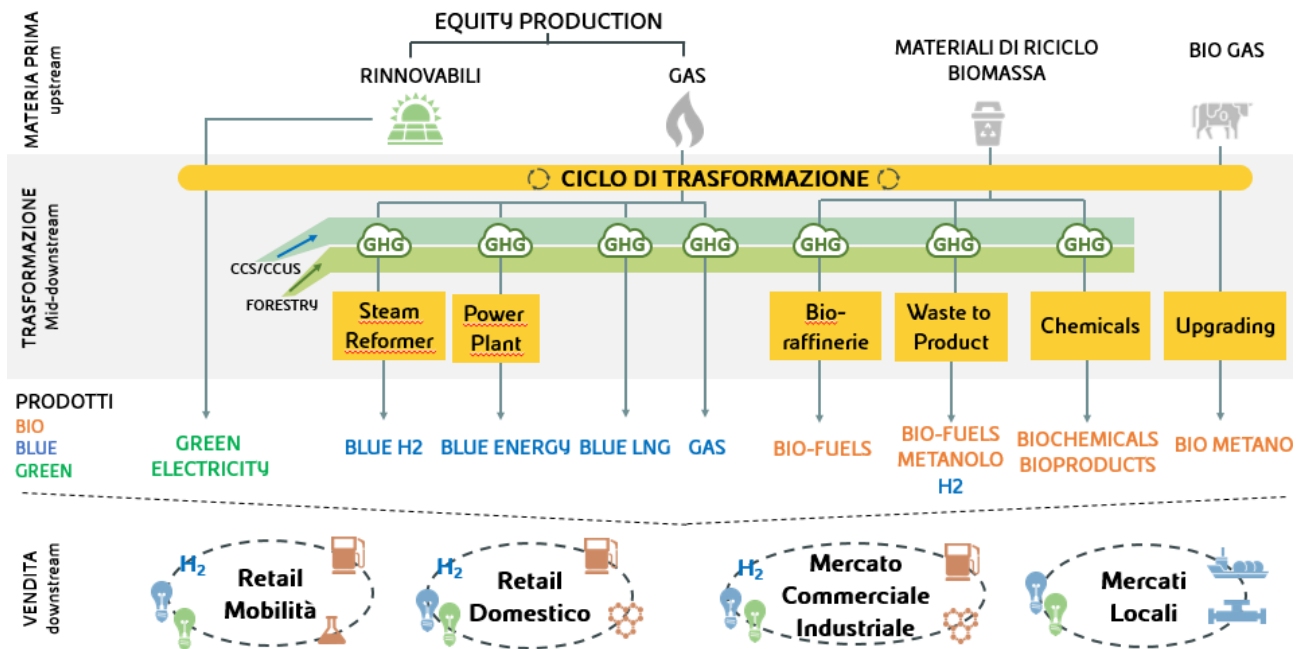 EQUITY PRODUCTION
MATERIA PRIMA
upstream
RINNOVABILI
GAS
MATERIALI DI RICICLO
BIOMASSA
BIO GAS
TRASFORMAZIONE
Mid-downstream
CICLO DI TRASFORMAZIONE
GHG
GHG
GHG
GHG
GHG
GHG
GHG
CCS/CCUS
FORESTRY
Steam
Reformer
Power
Plant
Bio-
raffinerie
Waste to
Product
Chemicals
Upgrading
PRODOTTI
BIO
BLUE
GREEN
GREEN
ELECTRICITY
BLUE H2
BLUE ENERGY
BLUE LNG
GAS
BIO-FUELS
BIO-FUELS
METANOLO
H2
BIOCHEMICALS
BIOPRODUCTS
BIO METANO
VENDITA
downstream
H2
Retail
Mobilità
H2
Retail
Domestico
H2
Mercato
Commerciale
Industriale
Mercati
Locali